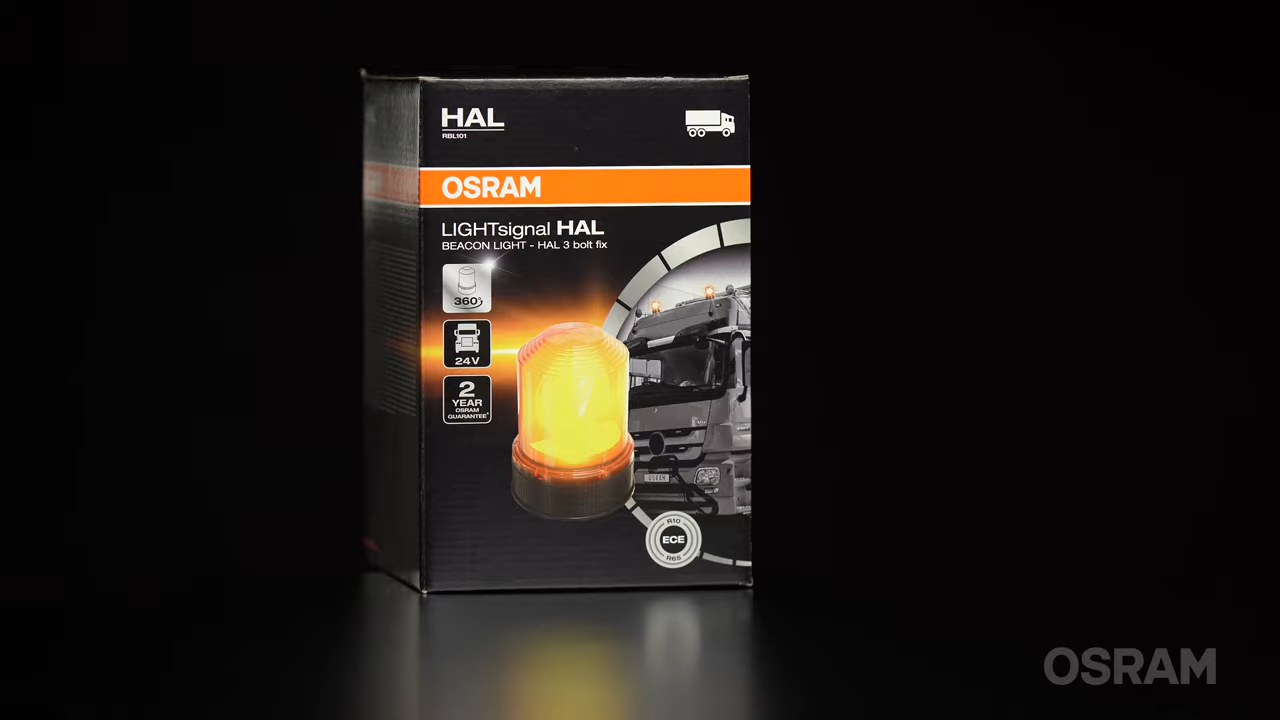 HAL
RBL101
OSRAM
LIGHTsignal HAL
BEACON LIGHT - HAL 3 bolt fix
360°
24V
2
YEAR
OSRAM
GUARANTEE*
OSRAM
R10
ECE
R65
OSRAM